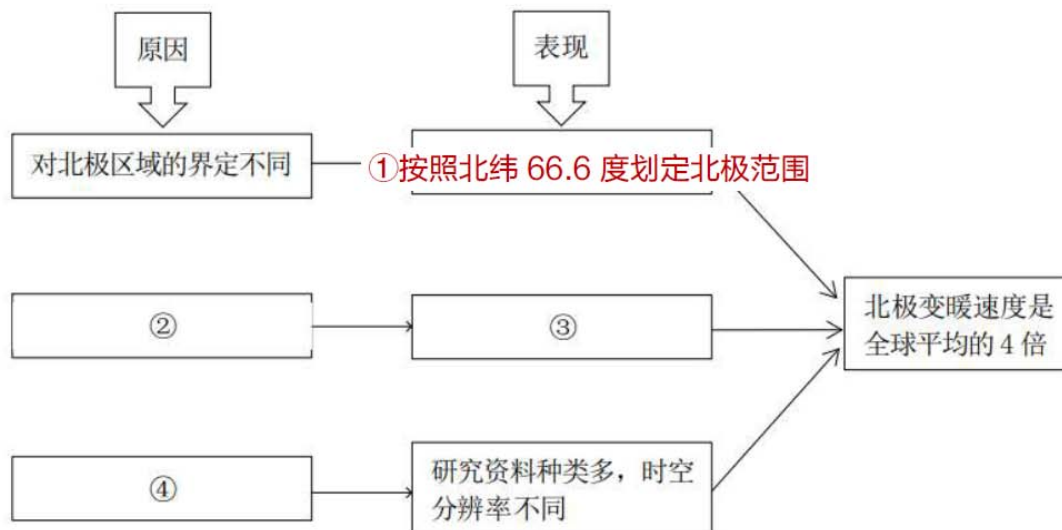 原因
表现
对北极区域的界定不同
①按照北纬 66.6 度划定北极范围
②
③
北极变暖速度是
全球平均的 4 倍
④
研究资料种类多，时空
分辨率不同